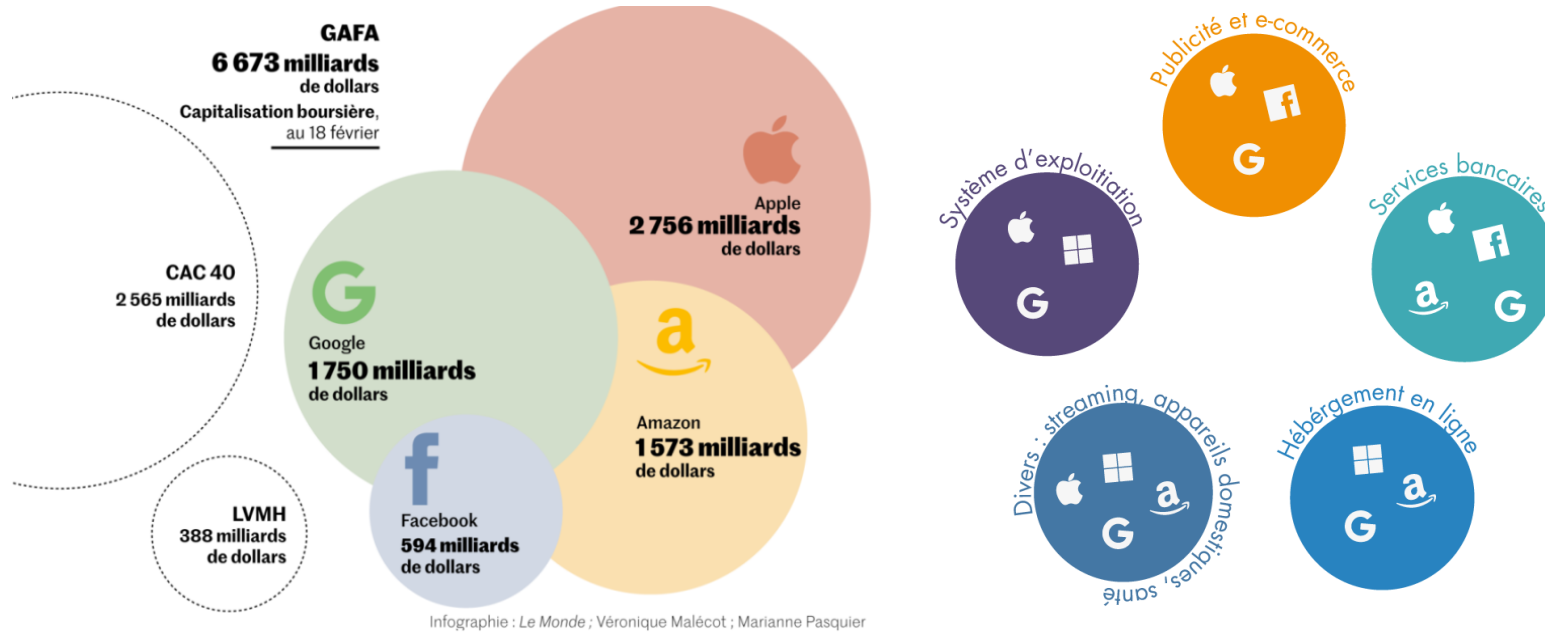 GAFA
6 673 milliards
de dollars
Capitalisation boursière,
au 18 février
CAC 40
2 565 milliards
de dollars
LVMH
388 milliards
de dollars
Apple
2 756 milliards
de dollars
G
Google
1 750 milliards
de dollars
a
Amazon
1 573 milliards
de dollars
f
Facebook
594 milliards
de dollars
Infographie : Le Monde ; Véronique Malécot ; Marianne Pasquier
Publicité et e-commerce
f
G
Système d'exploitiation
G
Services bancaires
f
a
G
Divers : streaming, appareils domestiques, santé
a
G
Hébérgement en ligne
a
G